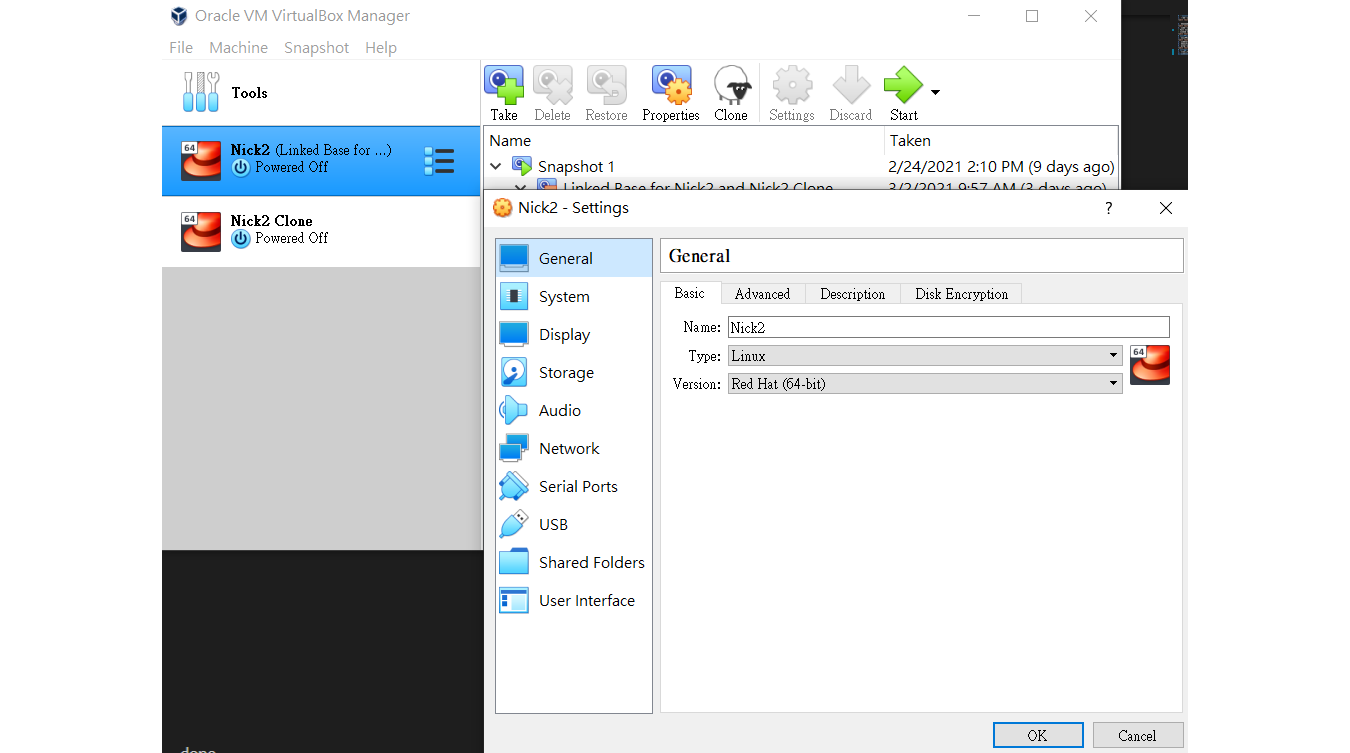 Oracle VM VirtualBox Manager
File Machine Snapshot Help
Tools
Take Delete Restore Properties Clone Settings Discard Start
64
Nick2 (Linked Base for ...)
Powered Off
64
Nick2 Clone
Powered Off
Name Taken
Snapshot 1 2/24/2021 2:10 PM (9 days ago)
Linked Base for Nick2 and Nick2 Clone 3/2/2021 9:57 AM (3 days ago)
Nick2 - Settings ?
General
System
Display
Storage
Audio
Network
Serial Ports
USB
Shared Folders
User Interface
General
Basic Advanced Description Disk Encryption
Name: Nick2
Type: Linux
64
Version: Red Hat (64-bit)
OK Cancel
done